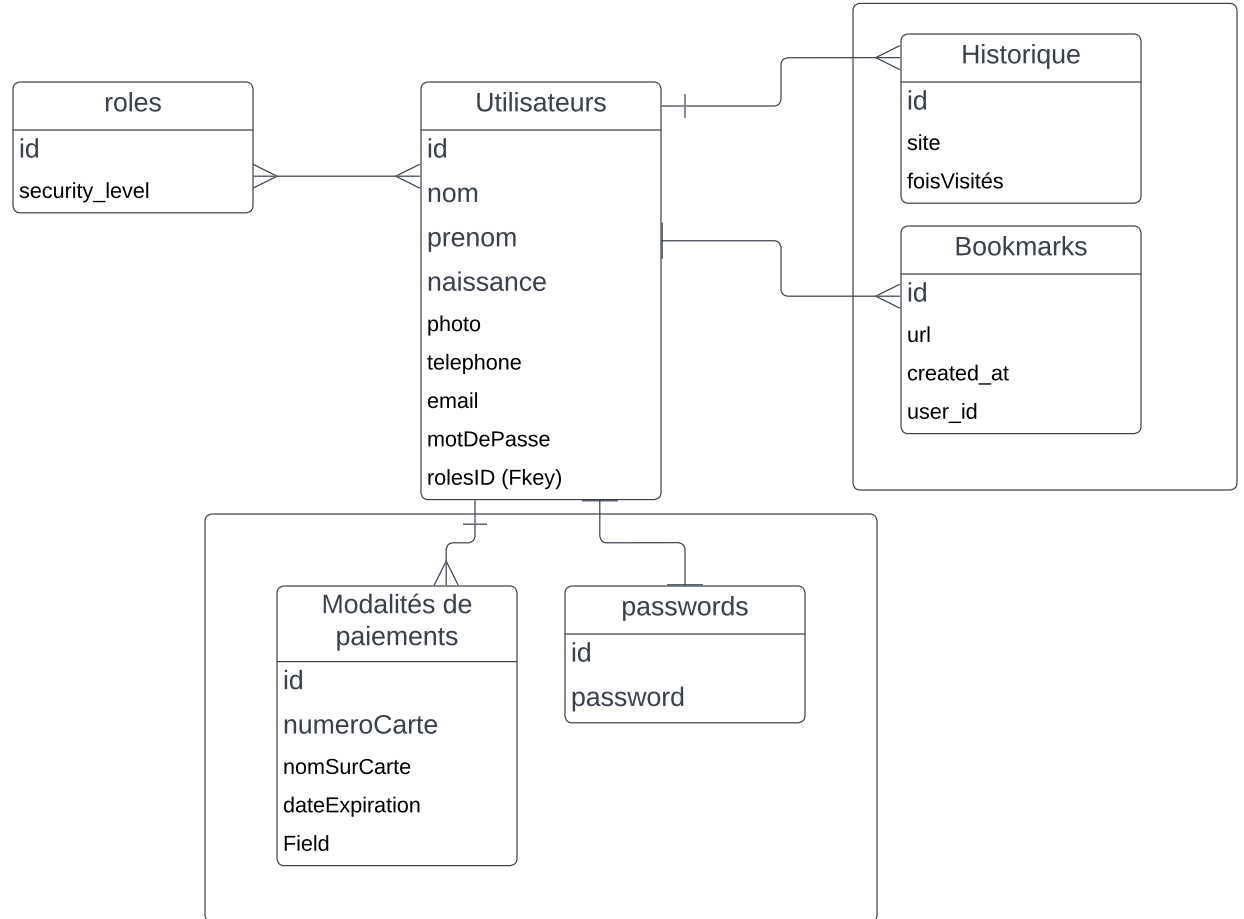 roles
id
security_level
Utilisateurs
id
nom
prenom
naissance
photo
telephone
email
motDePasse
rolesID (Fkey)
Historique
id
site
foisVisités
Bookmarks
id
url
created_at
user_id
Modalités de
paiements
id
numeroCarte
nomSurCarte
dateExpiration
Field
passwords
id
password